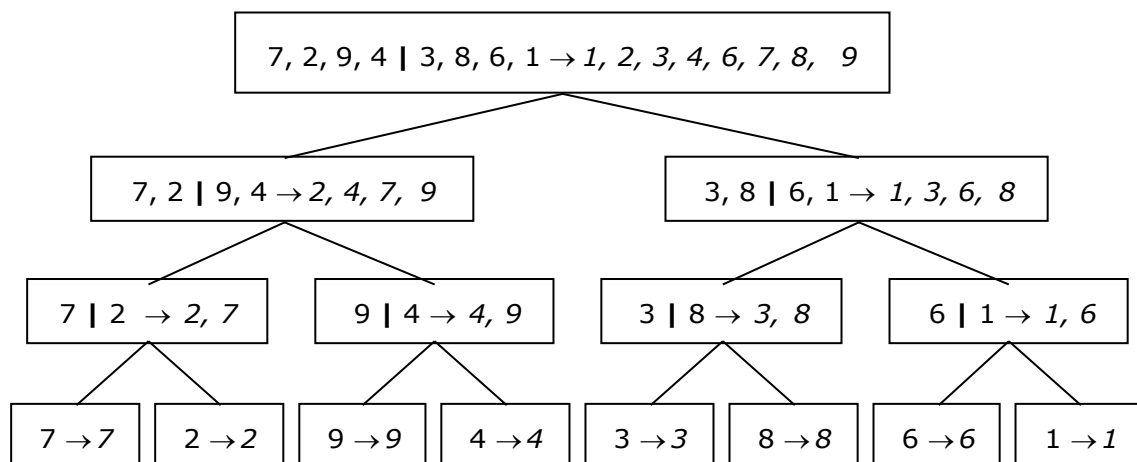 7, 2, 9, 4 | 3, 8, 6, 1 → 1, 2, 3, 4, 6, 7, 8, 9
7, 2 | 9, 4 → 2, 4, 7, 9
3, 8 | 6, 1 → 1, 3, 6, 8
7 | 2 → 2, 7
9 | 4 → 4, 9
3 | 8 → 3, 8
6 | 1 → 1, 6
7 → 7
2 → 2
9 → 9
4 → 4
3 → 3
8 → 8
6 → 6
1 → 1